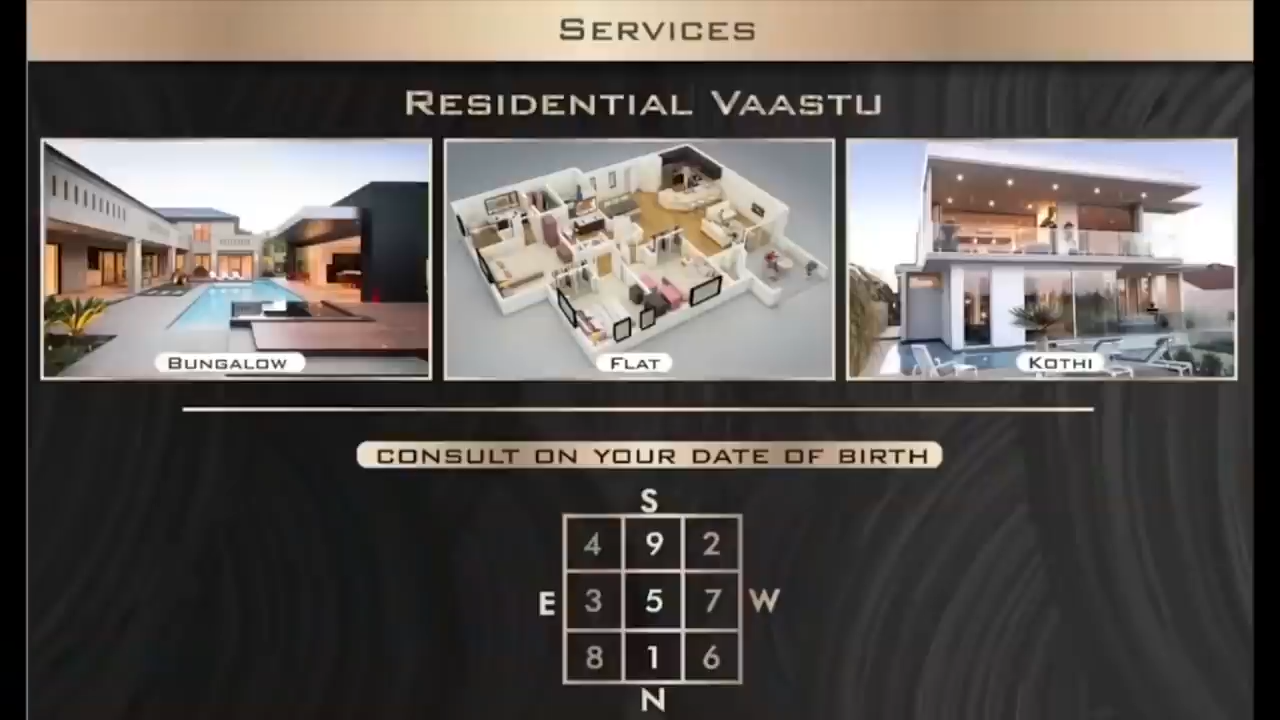 SERVICES
RESIDENTIAL VAASTU
BUNGALOW
FLAT
KOTHI
CONSULT ON YOUR DATE OF BIRTH
S
4 9 2
E 3 5 7 W
8 1 6
N